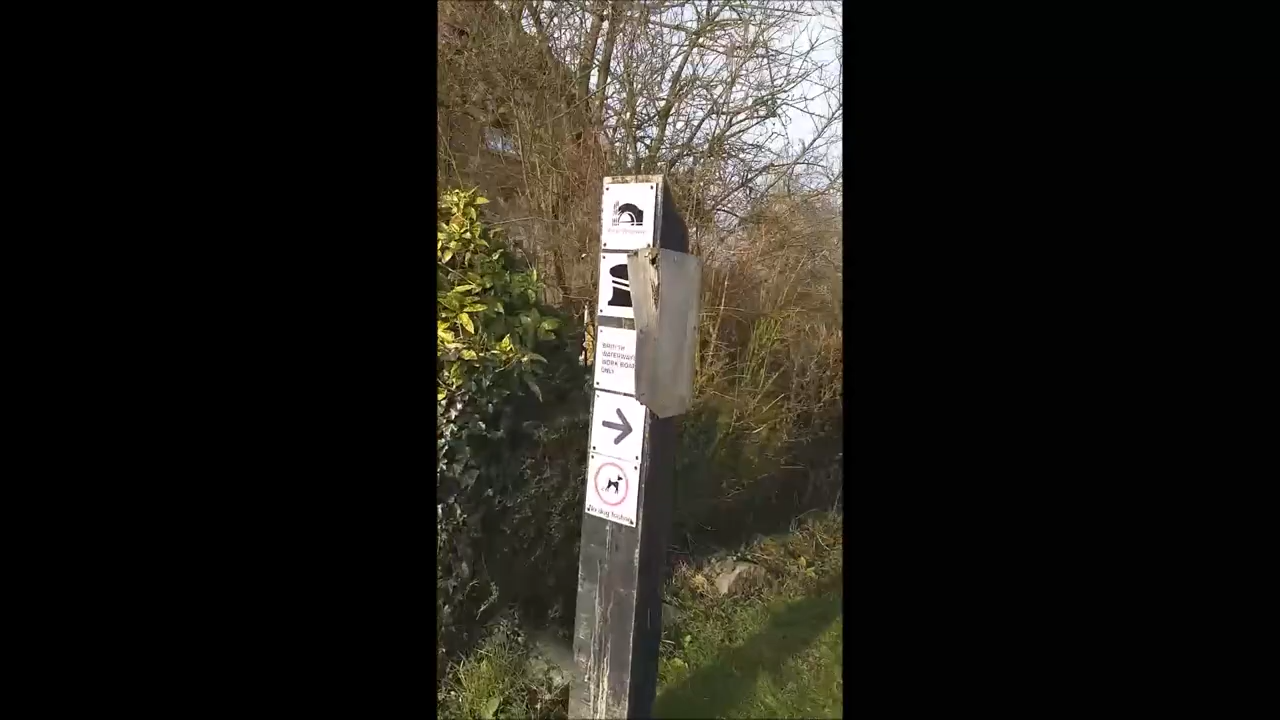 BRITISH
WATERWAYS
WORK BOAT
ONLY
No dog fouling